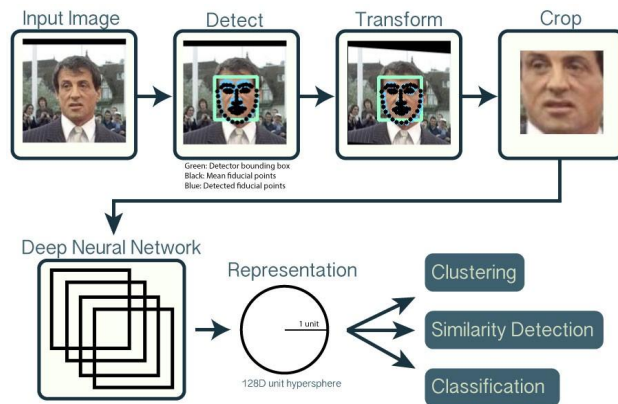 Input Image
Detect
Transform
Crop
Green: Detector bounding box
Black: Mean fiducial points
Blue: Detected fiducial points
Deep Neural Network
Representation
1 unit
128D unit hypersphere
Clustering
Similarity Detection
Classification